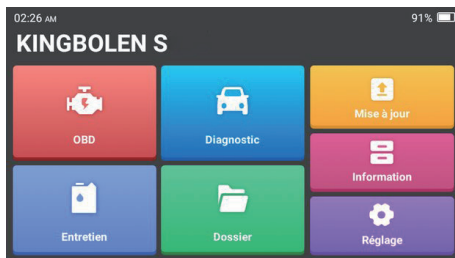 02:26 AM 91%
KINGBOLEN S
OBD
Diagnostic
Mise à jour
Information
Entretien
Dossier
Réglage